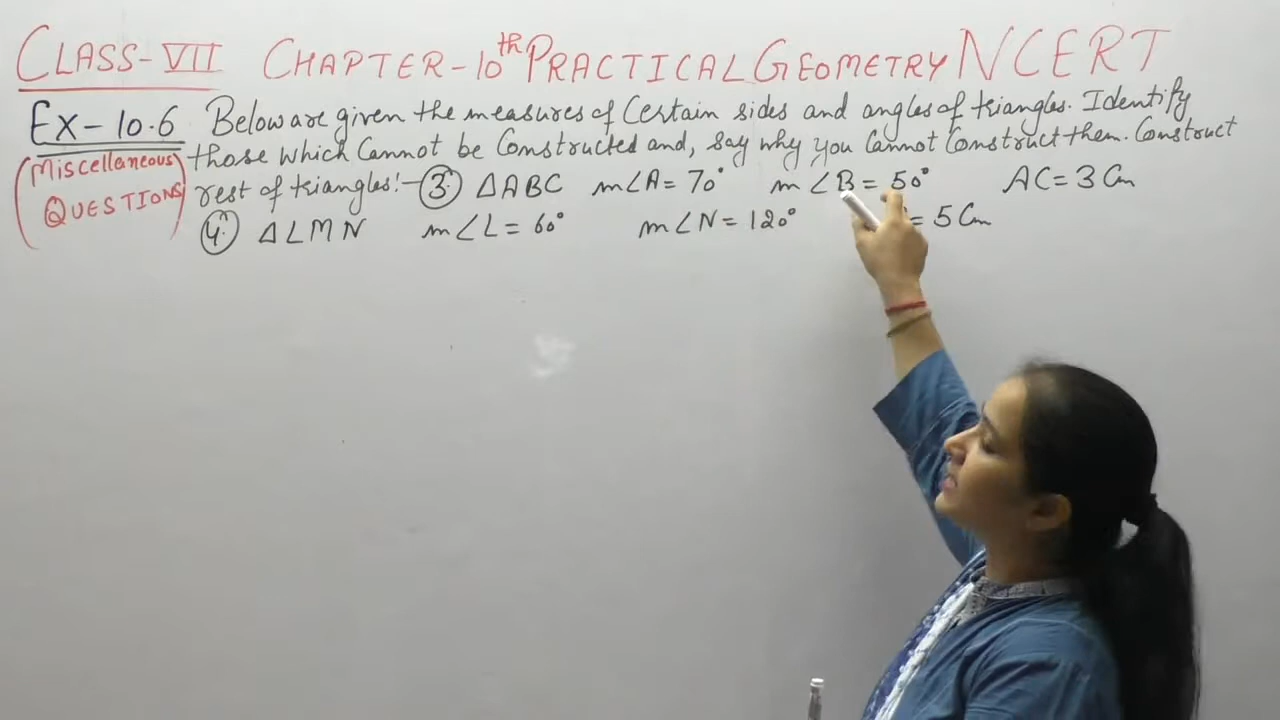 CLASS-VII CHAPTER-10th PRACTICAL GEOMETRY NCERT
Ex-10.6 Below are given the measures of Certain sides and angles of triangles. Identify
(Miscellaneous those which Cannot be Constructed and, say why you Cannot Construct them. Construct
QUESTIONS) rest of triangles:- (3.) ΔABC m∠A= 70° m∠B= 50° AC= 3 Cm
(4.) ΔLMN m∠L= 60° m∠N= 120° = 5 Cm